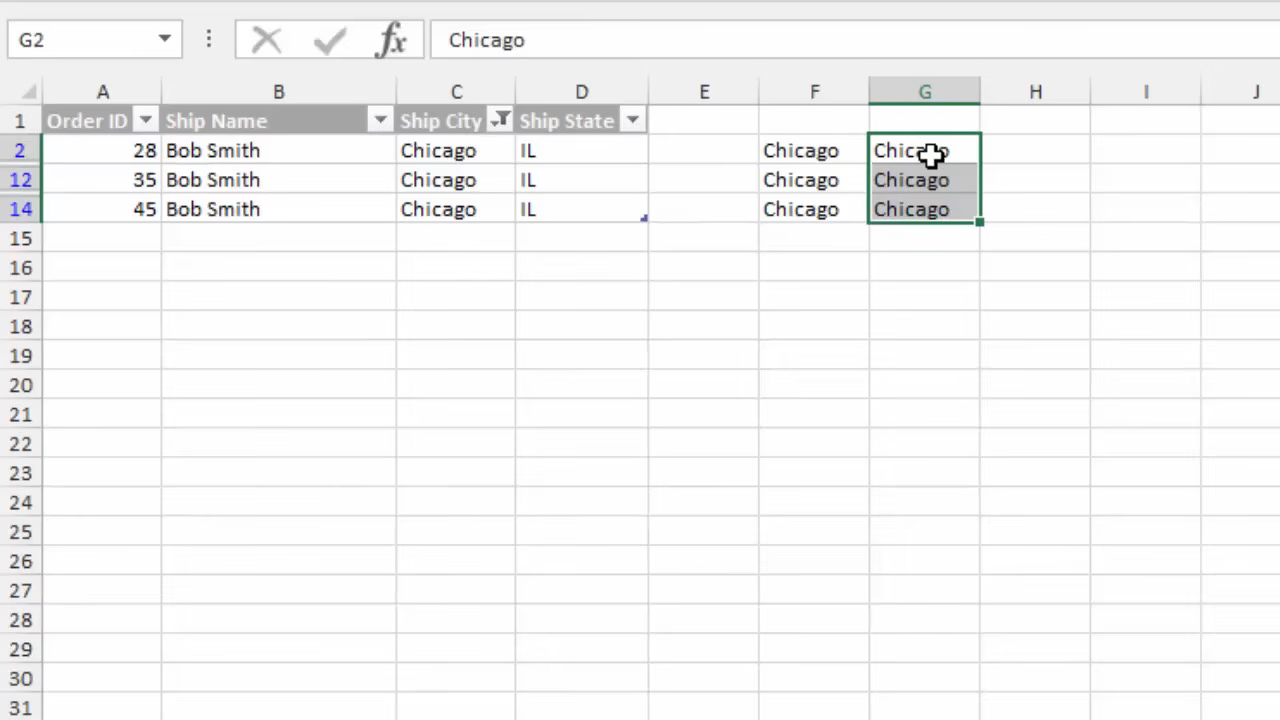 G2 fx Chicago
A B C D E F G H I J
1 Order ID Ship Name Ship City Ship State
2 28 Bob Smith Chicago IL Chicago Chicago
12 35 Bob Smith Chicago IL Chicago Chicago
14 45 Bob Smith Chicago IL Chicago Chicago
15
16
17
18
19
20
21
22
23
24
25
26
27
28
29
30
31